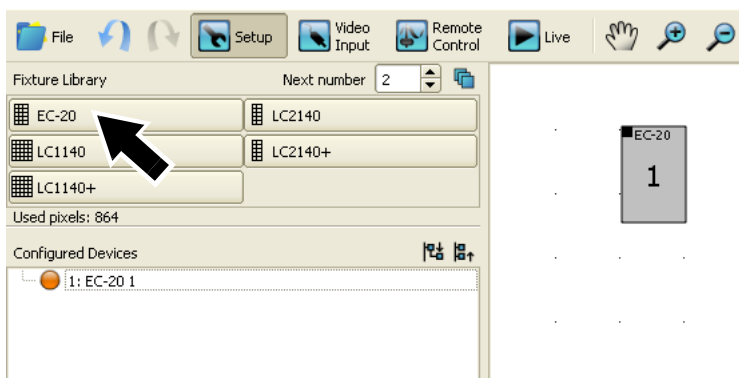 File Setup Video Input Remote Control Live
Fixture Library Next number 2
EC-20 LC2140
LC1140 LC2140+
LC1140+
Used pixels: 864
Configured Devices
1: EC-20 1
EC-20
1